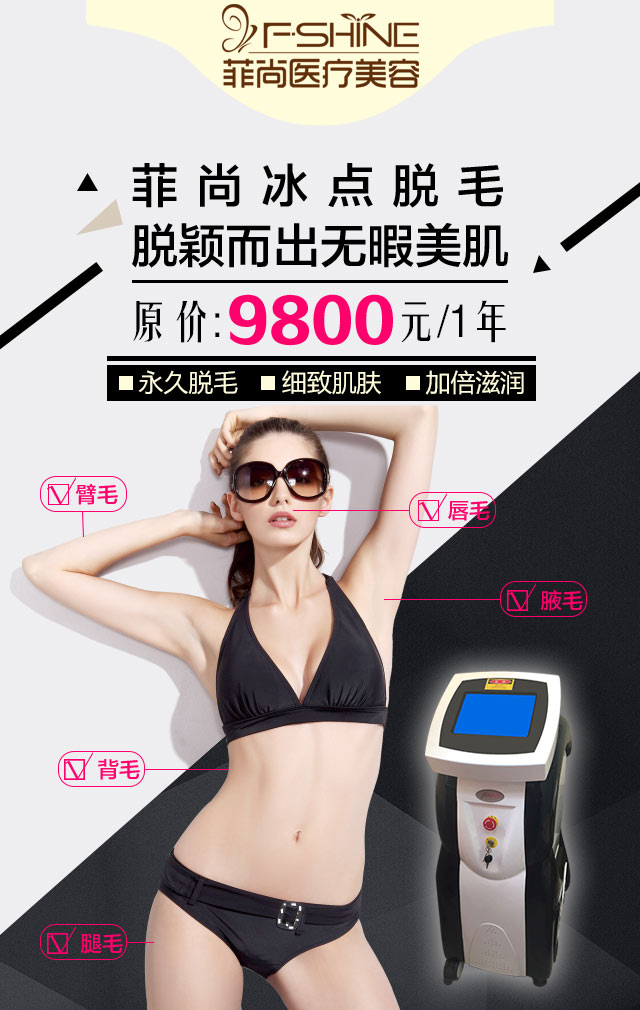 F·SHINE
菲尚医疗美容
菲尚冰点脱毛
脱颖而出无暇美肌
原价:9800元/1年
永久脱毛 细致肌肤 加倍滋润
臂毛
唇毛
腋毛
背毛
腿毛